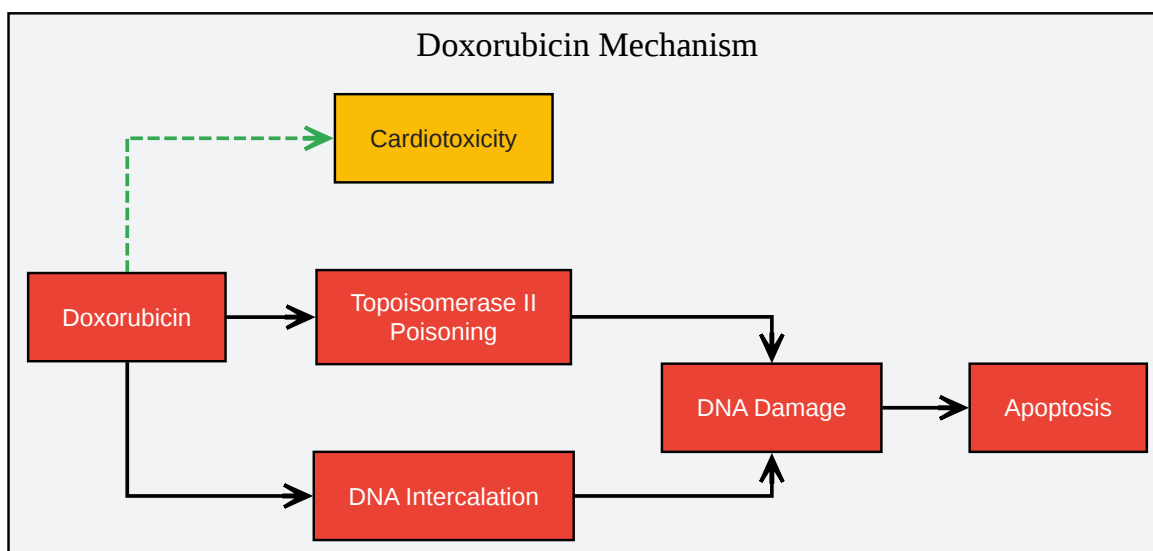 Doxorubicin Mechanism
Cardiotoxicity
Doxorubicin
Topoisomerase II
Poisoning
DNA Damage
Apoptosis
DNA Intercalation